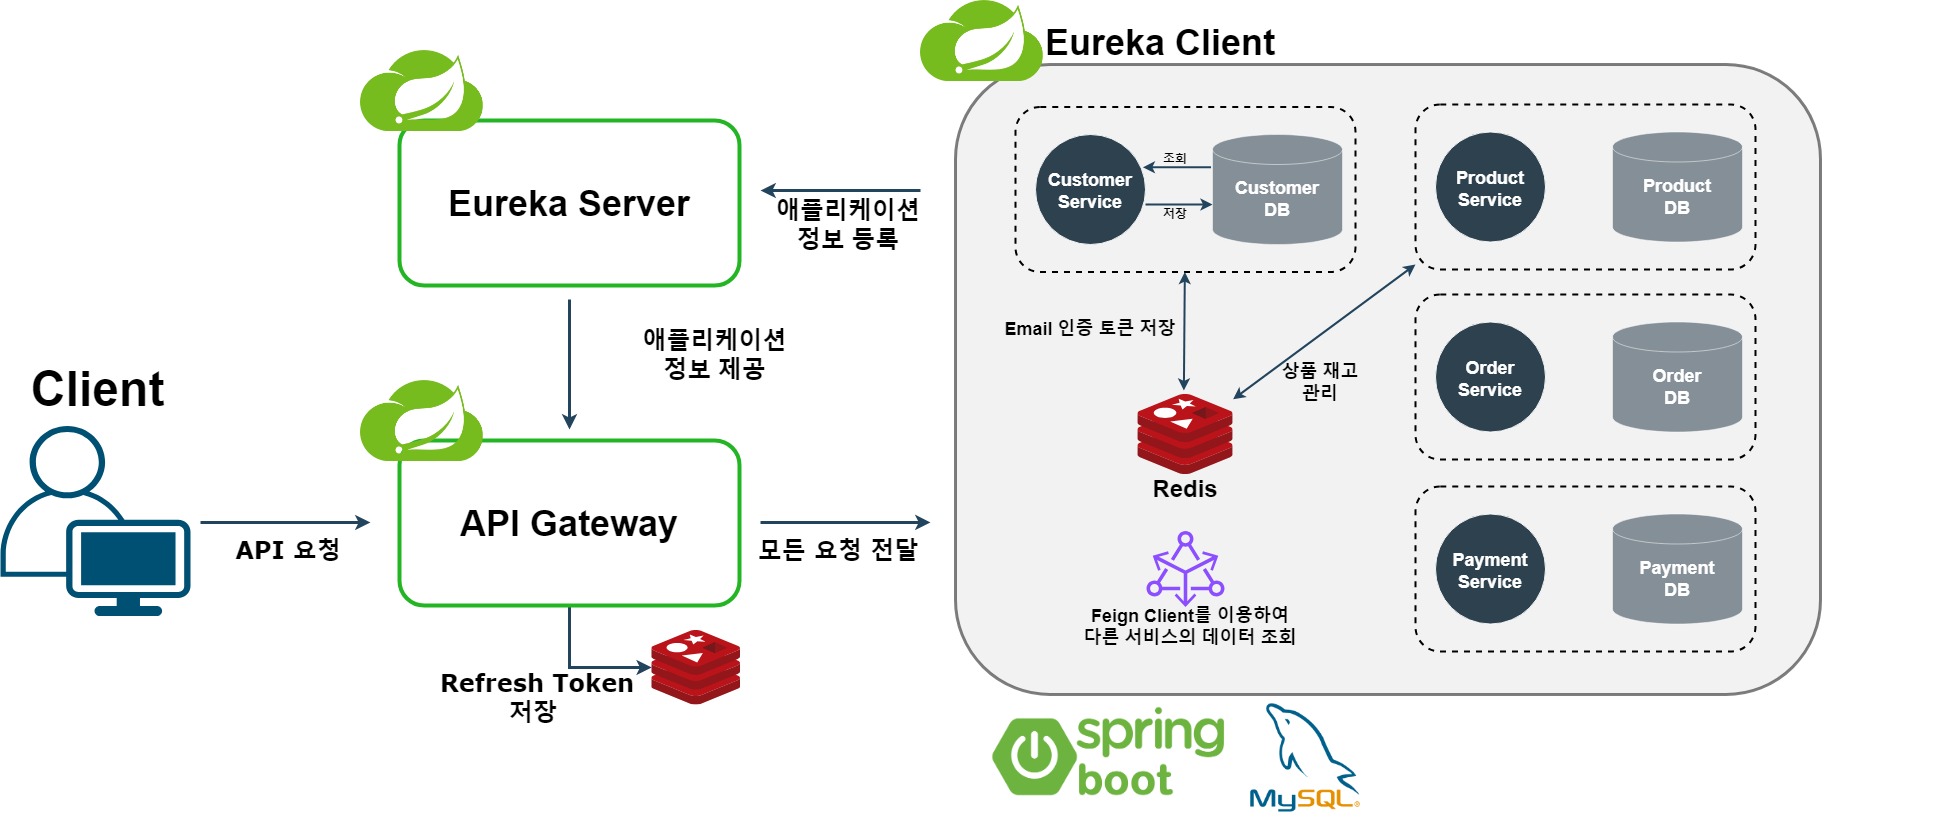 Eureka Client
Eureka Server
애플리케이션
정보 등록
Customer
Service
조회
저장
Customer
DB
Product
Service
Product
DB
애플리케이션
정보 제공
Email 인증 토큰 저장
상품 재고
관리
Order
Service
Order
DB
Client
API 요청
API Gateway
모든 요청 전달
Redis
Payment
Service
Payment
DB
Feign Client를 이용하여
다른 서비스의 데이터 조회
Refresh Token
저장
spring
boot
MySQL®